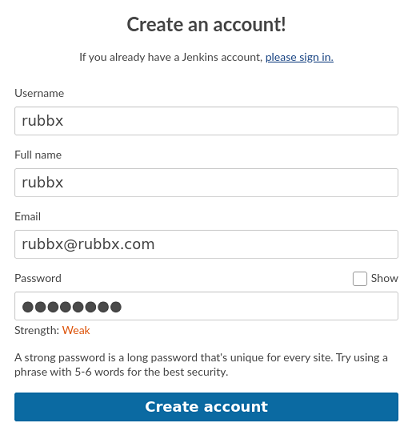 Create an account!
If you already have a Jenkins account, please sign in.
Username
rubbx
Full name
rubbx
Email
rubbx@rubbx.com
Password Show
●●●●●●●●
Strength: Weak
A strong password is a long password that's unique for every site. Try using a
phrase with 5-6 words for the best security.
Create account